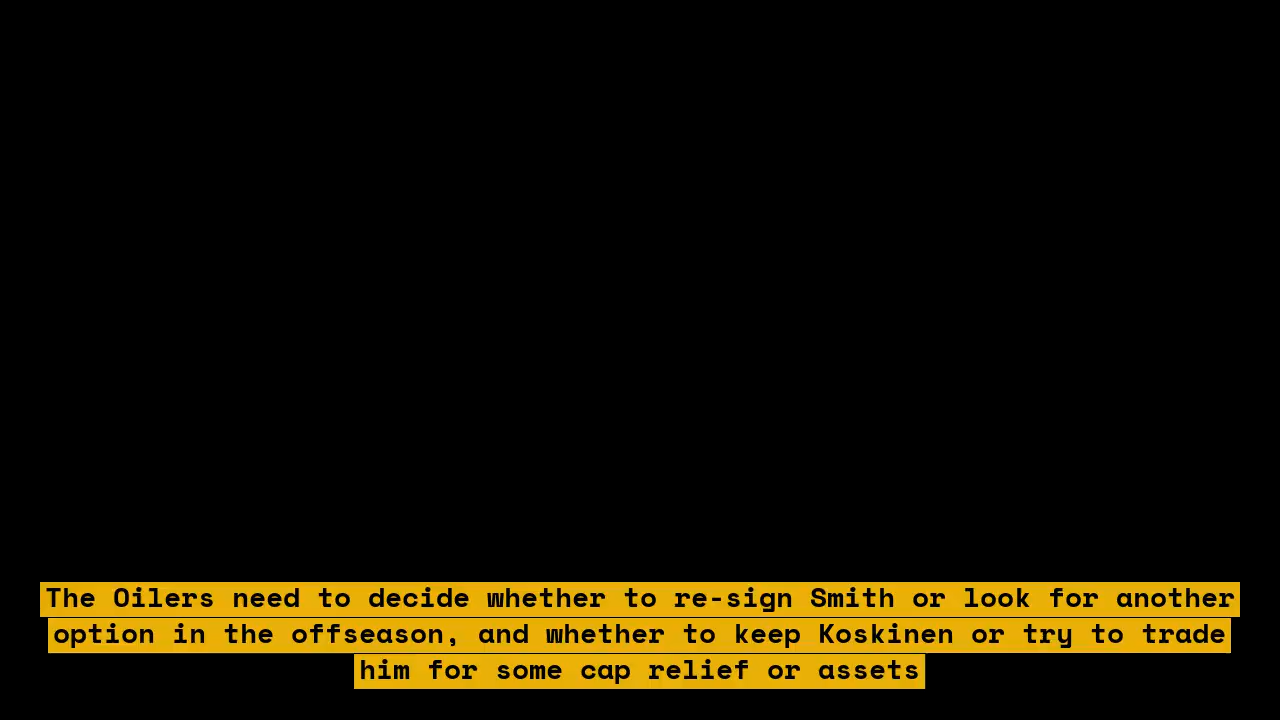 The Oilers need to decide whether to re-sign Smith or look for another
option in the offseason, and whether to keep Koskinen or try to trade
him for some cap relief or assets